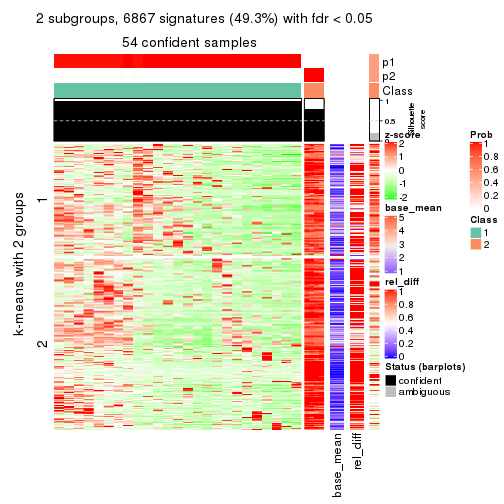 2 subgroups, 6867 signatures (49.3%) with fdr < 0.05
54 confident samples
p1
p2
Class
1
0.5
0
Silhouette
score
k-means with 2 groups
1
2
base_mean
rel_diff
z-score
2
1
0
-1
-2
base_mean
5
4
3
2
1
rel_diff
1
0.8
0.6
0.4
0.2
0
Status (barplots)
confident
ambiguous
Prob
1
0.8
0.6
0.4
0.2
0
Class
1
2